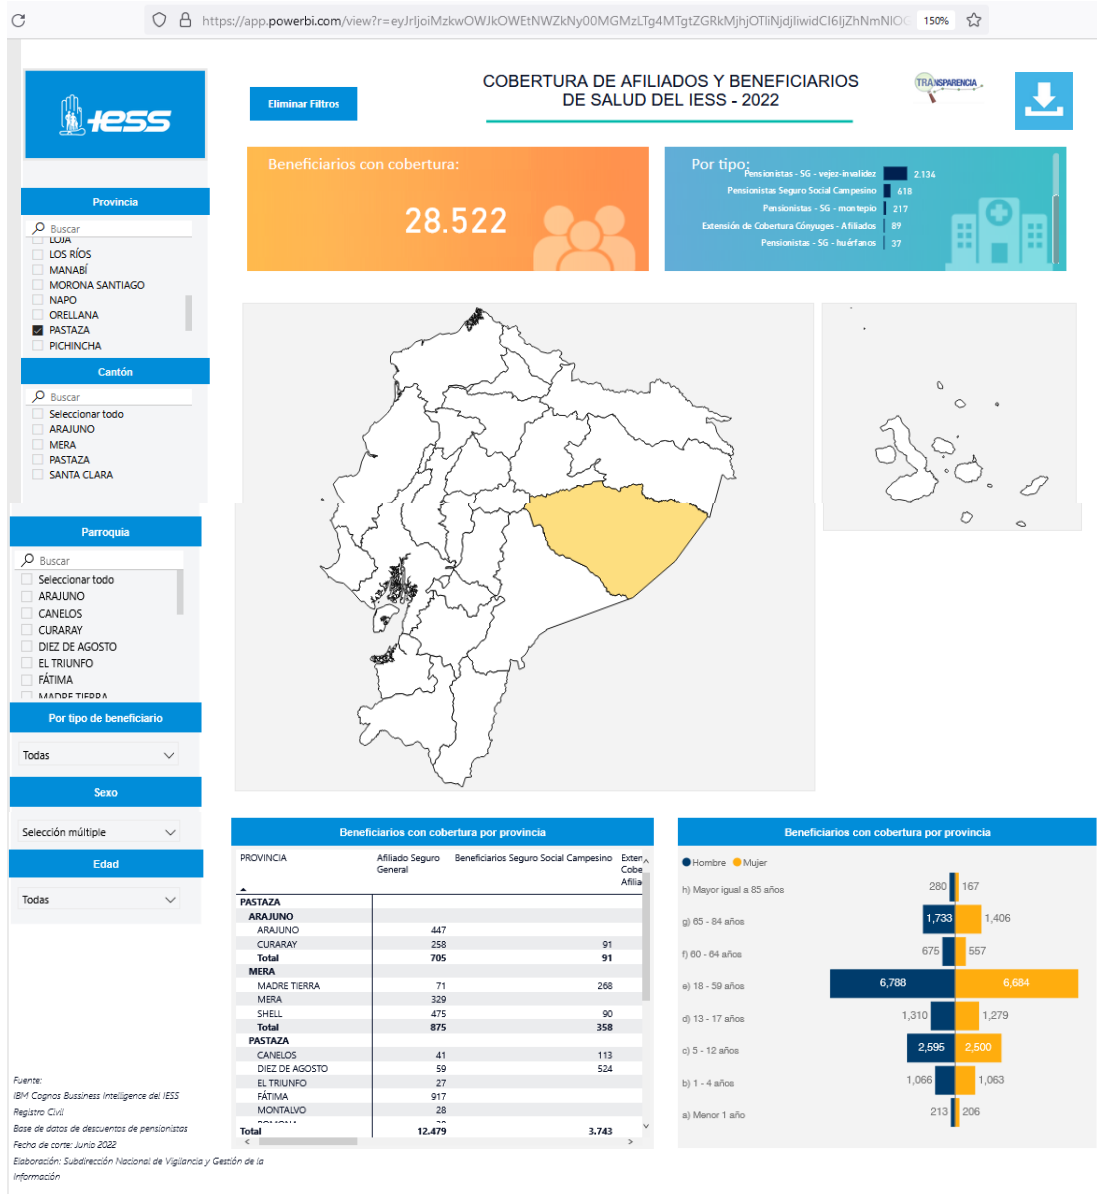 https://app.powerbi.com/view?r=
150%
IESS
Eliminar Filtros
COBERTURA DE AFILIADOS Y BENEFICIARIOS
DE SALUD DEL IESS - 2022
TRANSPARENCIA
Beneficiarios con cobertura:
28.522
Por tipo:
Pensionistas - SG - vejez-invalidez 2.134
Pensionistas Seguro Social Campesino 618
Pensionistas - SG - montepio 217
Extensión de Cobertura Cónyuges - Afiliados 89
Pensionistas - SG - huérfanos 37
Provincia
Buscar
LOJA
LOS RÍOS
MANABÍ
MORONA SANTIAGO
NAPO
ORELLANA
PASTAZA
PICHINCHA
Cantón
Buscar
Seleccionar todo
ARAJUNO
MERA
PASTAZA
SANTA CLARA
Parroquia
Buscar
Seleccionar todo
ARAJUNO
CANELOS
CURARAY
DIEZ DE AGOSTO
EL TRIUNFO
FÁTIMA
MADRE TIERRA
Por tipo de beneficiario
Todas
Sexo
Selección múltiple
Edad
Todas
Beneficiarios con cobertura por provincia
PROVINCIA Afiliado Seguro Beneficiarios Seguro Social Campesino Exten
General Cobe
Afilia
PASTAZA
ARAJUNO
ARAJUNO 447
CURARAY 258 91
Total 705 91
MERA
MADRE TIERRA 71 268
MERA 329
SHELL 475 90
Total 875 358
PASTAZA
CANELOS 41 113
DIEZ DE AGOSTO 59 524
EL TRIUNFO 27
FÁTIMA 917
MONTALVO 28
Total 12.479 3.743
Beneficiarios con cobertura por provincia
Hombre Mujer
h) Mayor igual a 85 años 280 167
g) 65 - 84 años 1,733 1,406
f) 60 - 64 años 675 557
e) 18 - 59 años 6,788 6,684
d) 13 - 17 años 1,310 1,279
c) 5 - 12 años 2,595 2,500
b) 1 - 4 años 1,066 1,063
a) Menor 1 año 213 206
Fuente:
IBM Cognos Bussiness Intelligence del IESS
Registro Civil
Base de datos de descuentos de pensionistas
Fecha de corte: Junio 2022
Elaboración: Subdirección Nacional de Vigilancia y Gestión de la
Información